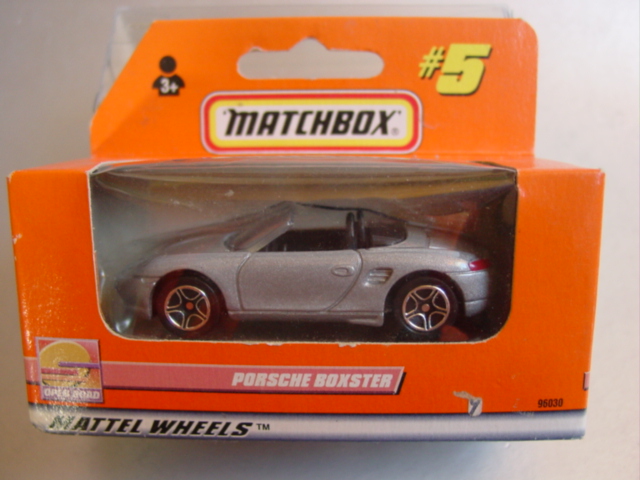 #5
3+
MATCHBOX®
PORSCHE BOXSTER
OPEN ROAD
96030
MATTEL WHEELS™